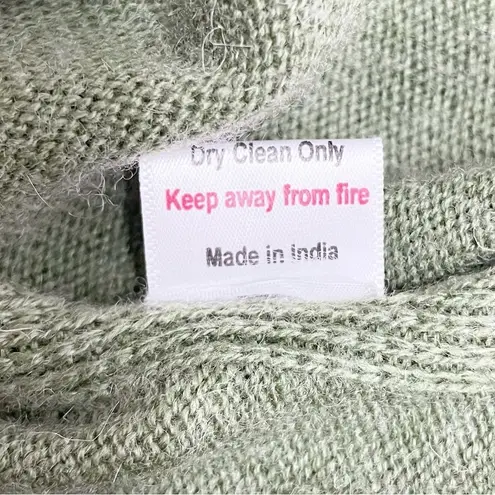 Dry Clean Only
Keep away from fire
Made in India